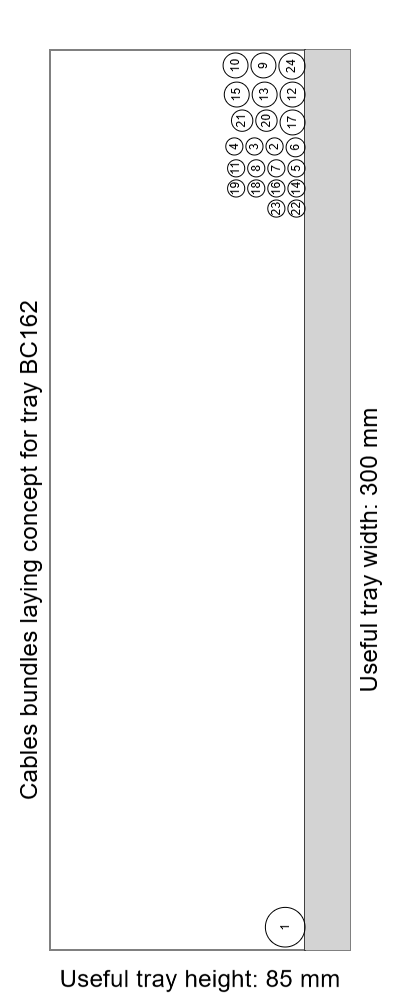 Cables bundles laying concept for tray BC162
10 9 24
15 13 12
21 20 17
4 3 2 6
11 8 7 5
19 18 16 14
23 22
1
Useful tray width: 300 mm
Useful tray height: 85 mm